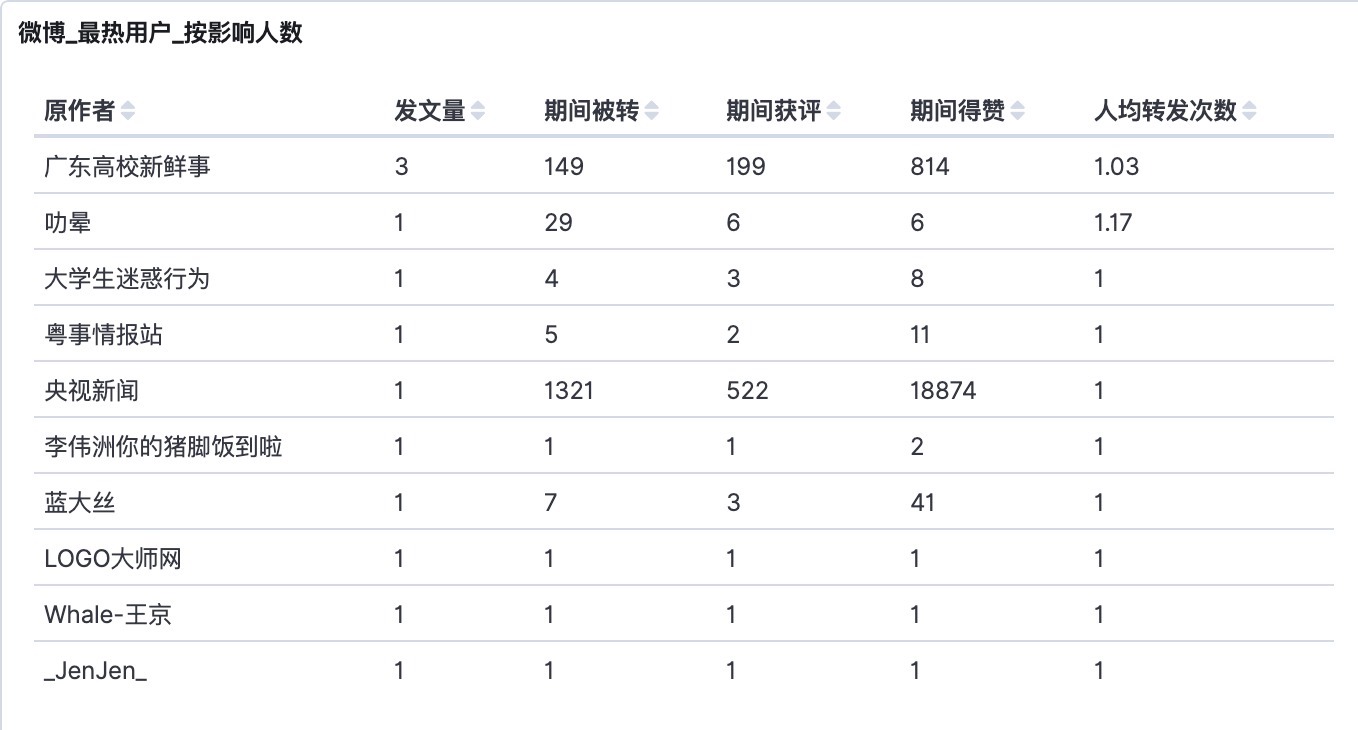 微博_最热用户_按影响人数
原作者 发文量 期间被转 期间获评 期间得赞 人均转发次数
广东高校新鲜事 3 149 199 814 1.03
叻晕 1 29 6 6 1.17
大学生迷惑行为 1 4 3 8 1
粤事情报站 1 5 2 11 1
央视新闻 1 1321 522 18874 1
李伟洲你的猪脚饭到啦 1 1 1 2 1
蓝大丝 1 7 3 41 1
LOGO大师网 1 1 1 1 1
Whale-王京 1 1 1 1 1
_JenJen_ 1 1 1 1 1